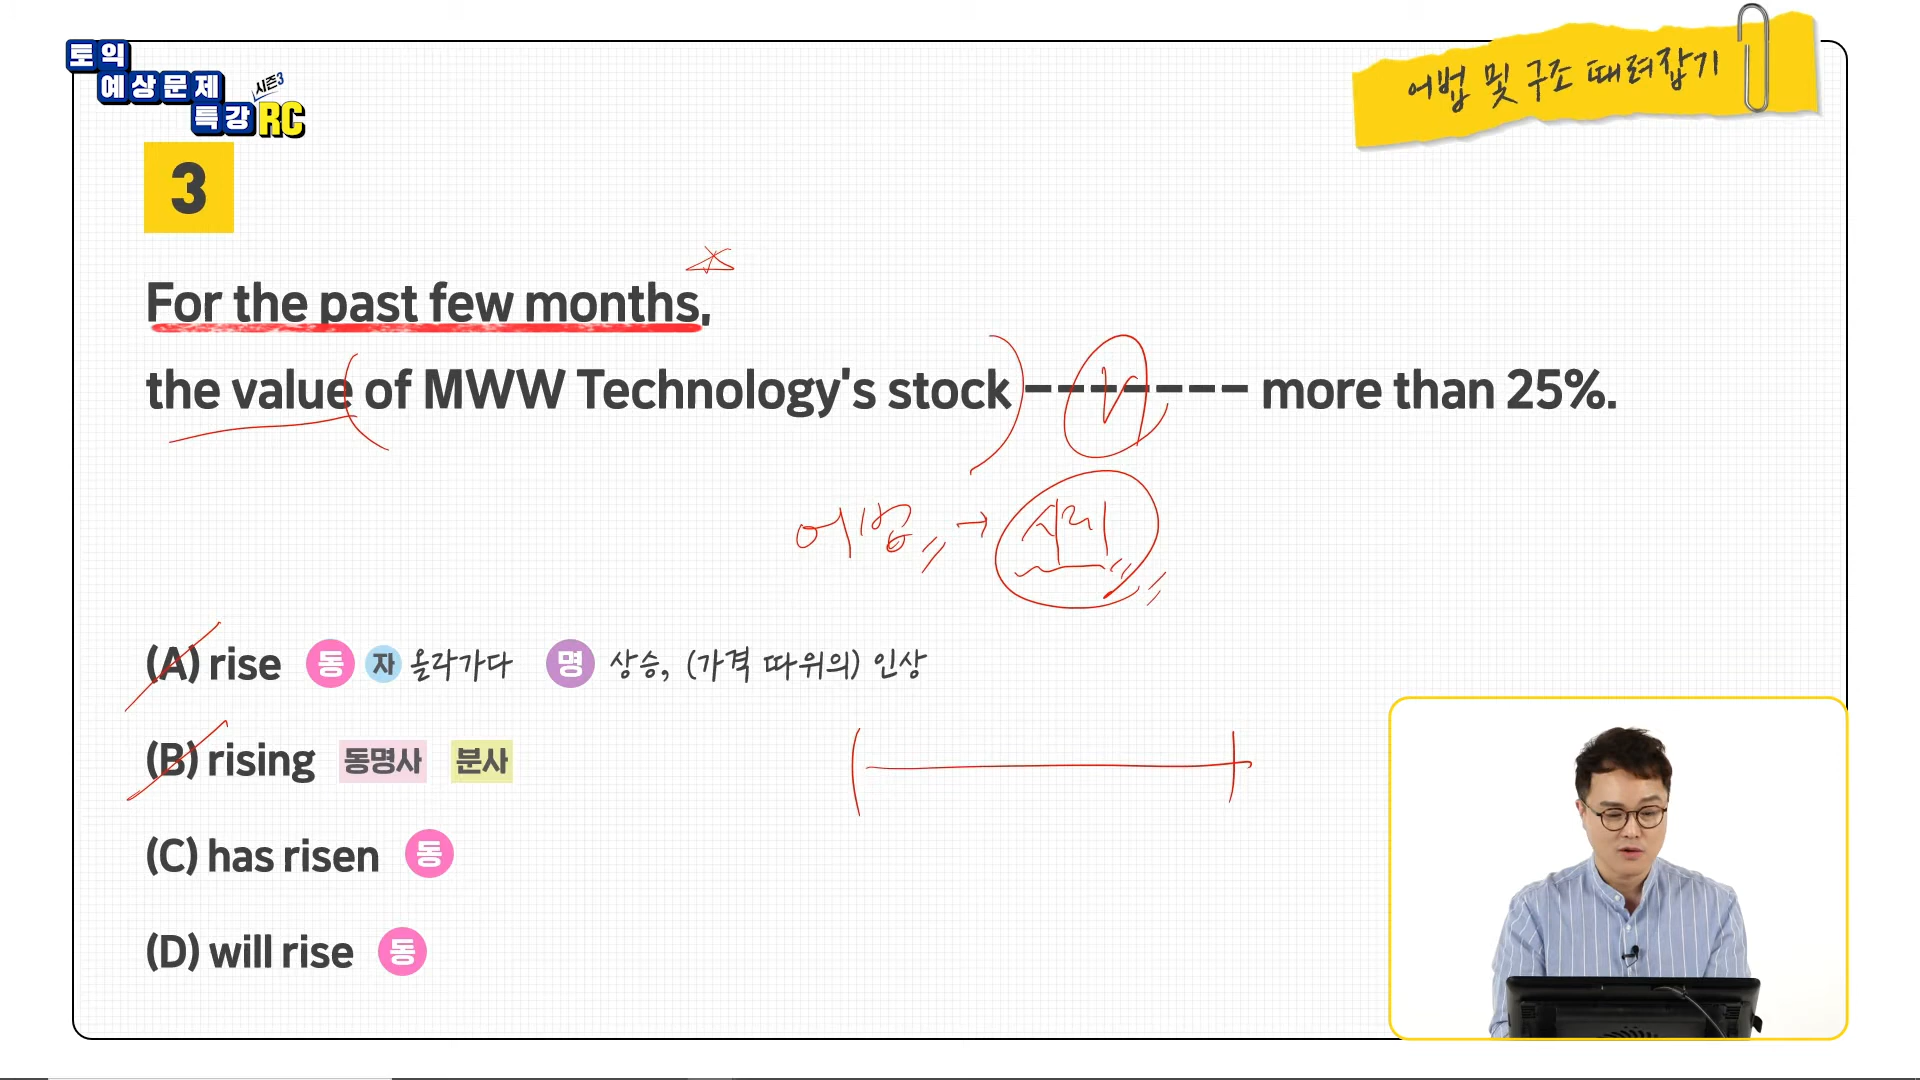 토익
예상문제
시즌3
특강 RC
어법 및 구조 때려잡기
3
For the past few months,
the value of MWW Technology's stock -------- more than 25%.
어법 → 시제
(A) rise 동 자 올라가다 명 상승, (가격 따위의) 인상
(B) rising 동명사 분사
(C) has risen 동
(D) will rise 동